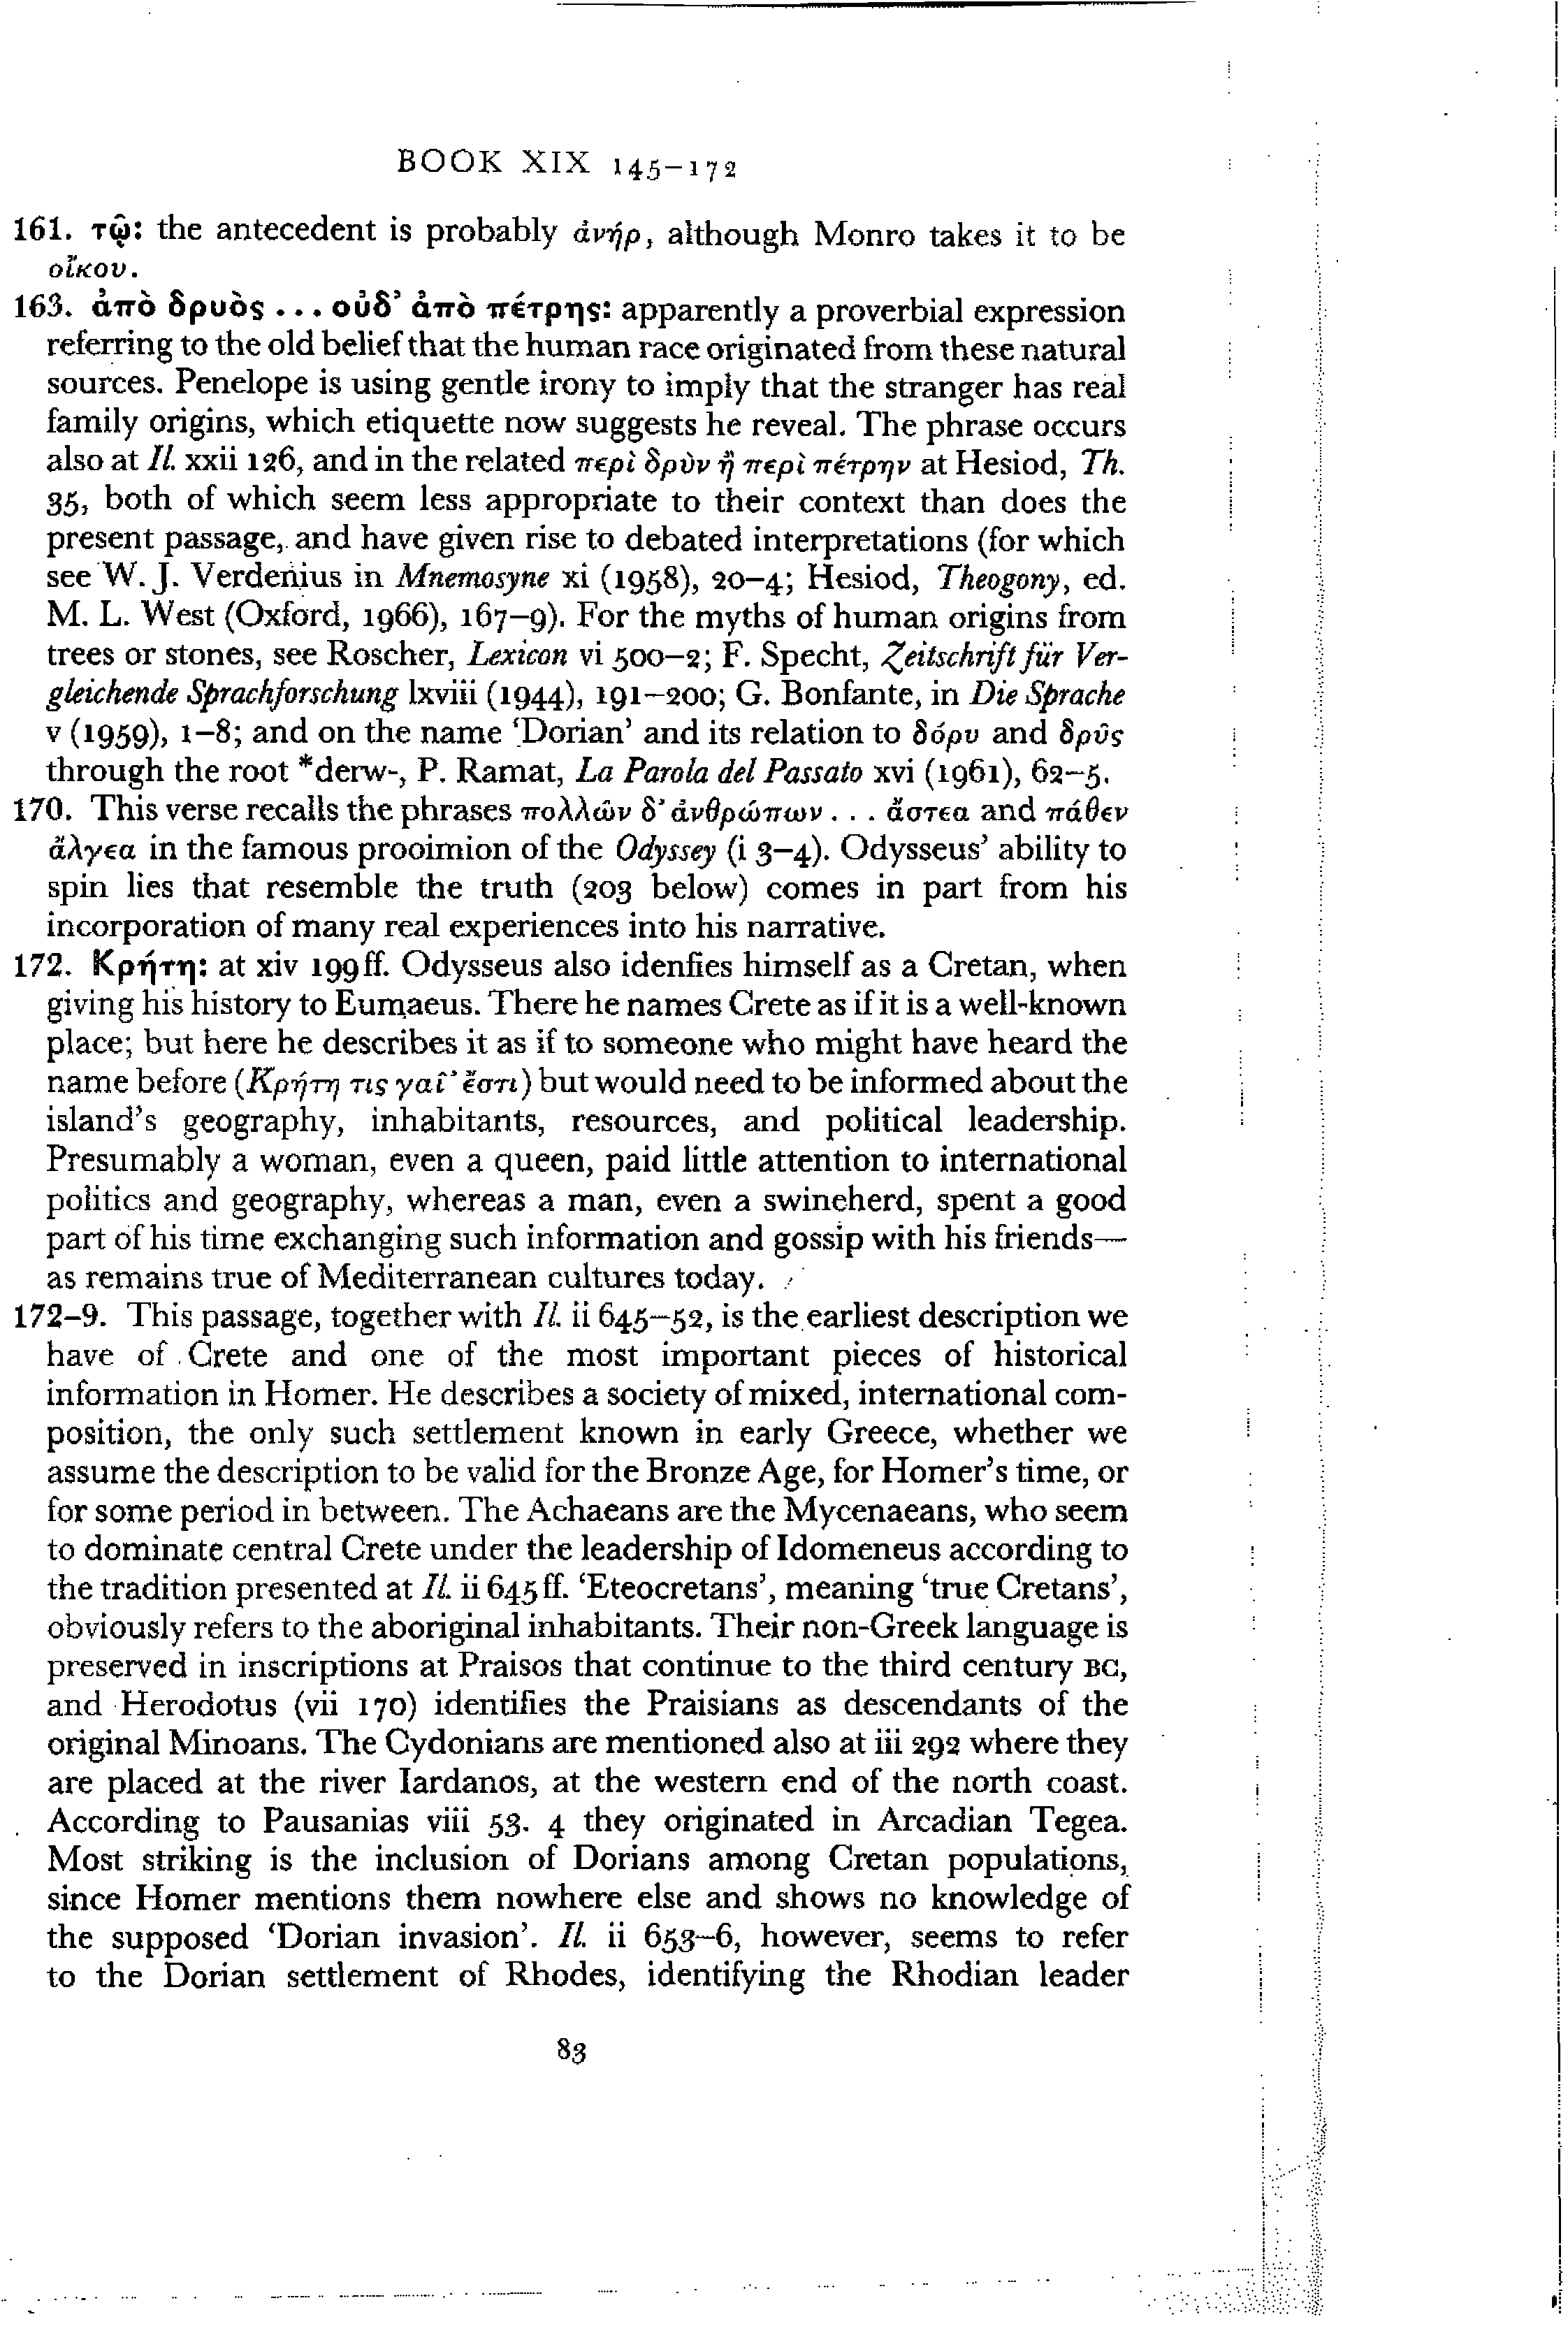 BOOK XIX 145–172
161. τῷ: the antecedent is probably ἀνήρ, although Monro takes it to be
οἴκου.
163. ἀπὸ δρυὸς ... οὐδ’ ἀπὸ πέτρης: apparently a proverbial expression
referring to the old belief that the human race originated from these natural
sources. Penelope is using gentle irony to imply that the stranger has real
family origins, which etiquette now suggests he reveal. The phrase occurs
also at Il. xxii 126, and in the related περὶ δρῦν ἢ περὶ πέτρην at Hesiod, Th.
35, both of which seem less appropriate to their context than does the
present passage, and have given rise to debated interpretations (for which
see W. J. Verdenius in Mnemosyne xi (1958), 20–4; Hesiod, Theogony, ed.
M. L. West (Oxford, 1966), 167–9). For the myths of human origins from
trees or stones, see Roscher, Lexicon vi 500–2; F. Specht, Zeitschrift für Ver-
gleichende Sprachforschung lxviii (1944), 191–200; G. Bonfante, in Die Sprache
v (1959), 1–8; and on the name ‘Dorian’ and its relation to δόρυ and δρῦς
through the root *derw-, P. Ramat, La Parola del Passato xvi (1961), 62–5.
170. This verse recalls the phrases πολλῶν δ’ ἀνθρώπων . . . ἄστεα and πάθεν
ἄλγεα in the famous prooimion of the Odyssey (i 3–4). Odysseus’ ability to
spin lies that resemble the truth (203 below) comes in part from his
incorporation of many real experiences into his narrative.
172. Κρήτη: at xiv 199 ff. Odysseus also idenfies himself as a Cretan, when
giving his history to Eumaeus. There he names Crete as if it is a well-known
place; but here he describes it as if to someone who might have heard the
name before (Κρήτη τις γαῖ’ ἔστι) but would need to be informed about the
island’s geography, inhabitants, resources, and political leadership.
Presumably a woman, even a queen, paid little attention to international
politics and geography, whereas a man, even a swineherd, spent a good
part of his time exchanging such information and gossip with his friends—
as remains true of Mediterranean cultures today.
172–9. This passage, together with Il. ii 645–52, is the earliest description we
have of Crete and one of the most important pieces of historical
information in Homer. He describes a society of mixed, international com-
position, the only such settlement known in early Greece, whether we
assume the description to be valid for the Bronze Age, for Homer’s time, or
for some period in between. The Achaeans are the Mycenaeans, who seem
to dominate central Crete under the leadership of Idomeneus according to
the tradition presented at Il. ii 645 ff. ‘Eteocretans’, meaning ‘true Cretans’,
obviously refers to the aboriginal inhabitants. Their non-Greek language is
preserved in inscriptions at Praisos that continue to the third century BC,
and Herodotus (vii 170) identifies the Praisians as descendants of the
original Minoans. The Cydonians are mentioned also at iii 292 where they
are placed at the river Iardanos, at the western end of the north coast.
According to Pausanias viii 53. 4 they originated in Arcadian Tegea.
Most striking is the inclusion of Dorians among Cretan populations,
since Homer mentions them nowhere else and shows no knowledge of
the supposed ‘Dorian invasion’. Il. ii 653–6, however, seems to refer
to the Dorian settlement of Rhodes, identifying the Rhodian leader
83